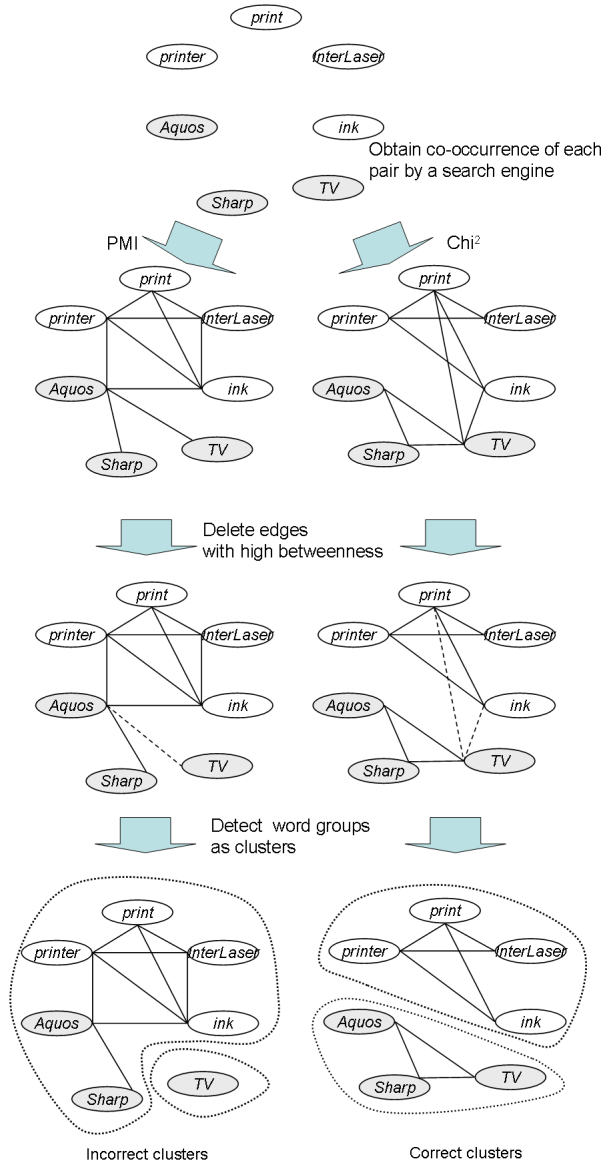 print
printer
InterLaser
Aquos
ink
Obtain co-occurrence of each
pair by a search engine
TV
Sharp
PMI
Chi²
print
printer
InterLaser
Aquos
ink
TV
Sharp
print
printer
InterLaser
Aquos
ink
TV
Sharp
Delete edges
with high betweenness
print
printer
InterLaser
Aquos
ink
TV
Sharp
print
printer
InterLaser
Aquos
ink
TV
Sharp
Detect word groups
as clusters
print
printer
InterLaser
Aquos
ink
TV
Sharp
print
printer
InterLaser
Aquos
ink
TV
Sharp
Incorrect clusters
Correct clusters